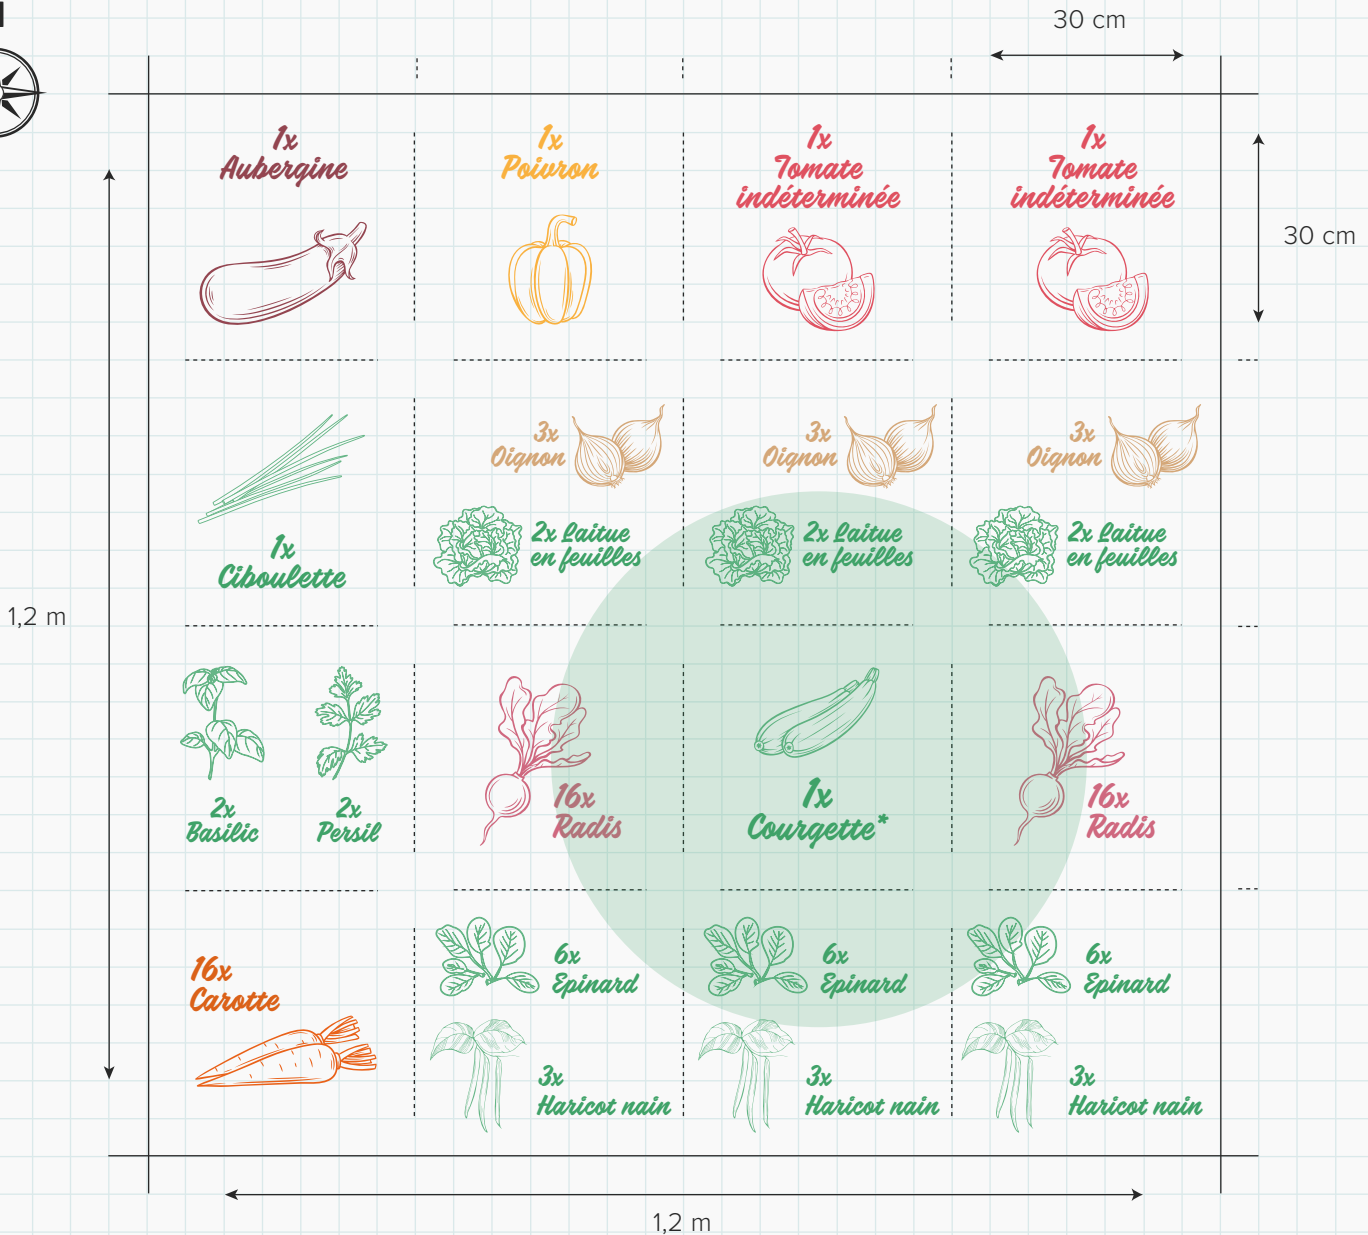 30 cm
1x
Aubergine
1x
Poivron
1x
Tomate
indéterminée
1x
Tomate
indéterminée
30 cm
1x
Ciboulette
3x
Oignon
2x Laitue
en feuilles
3x
Oignon
2x Laitue
en feuilles
3x
Oignon
2x Laitue
en feuilles
1,2 m
2x
Basilic
2x
Persil
16x
Radis
1x
Courgette*
16x
Radis
16x
Carotte
6x
Epinard
3x
Haricot nain
6x
Epinard
3x
Haricot nain
6x
Epinard
3x
Haricot nain
1,2 m